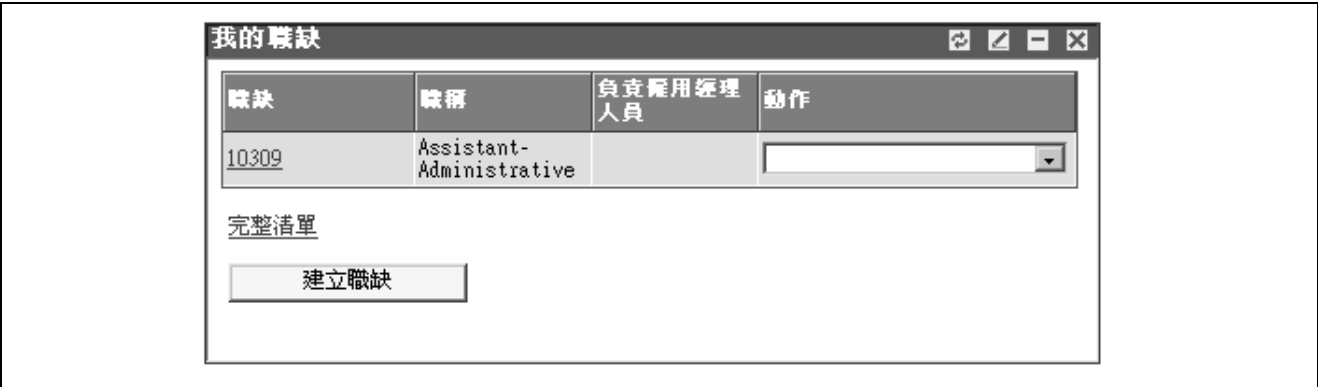 我的職缺
職缺 職稱 負責雇用經理 動作
人員
10309 Assistant-
Administrative
完整清單
建立職缺